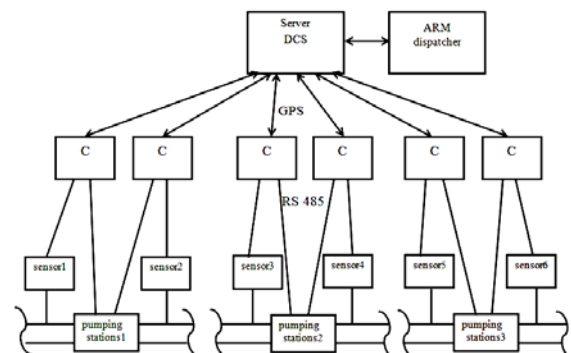 Server
DCS
ARM
dispatcher
GPS
C
C
C
C
C
C
RS 485
sensor1
sensor2
sensor3
sensor4
sensor5
sensor6
pumping
stations1
pumping
stations2
pumping
stations3